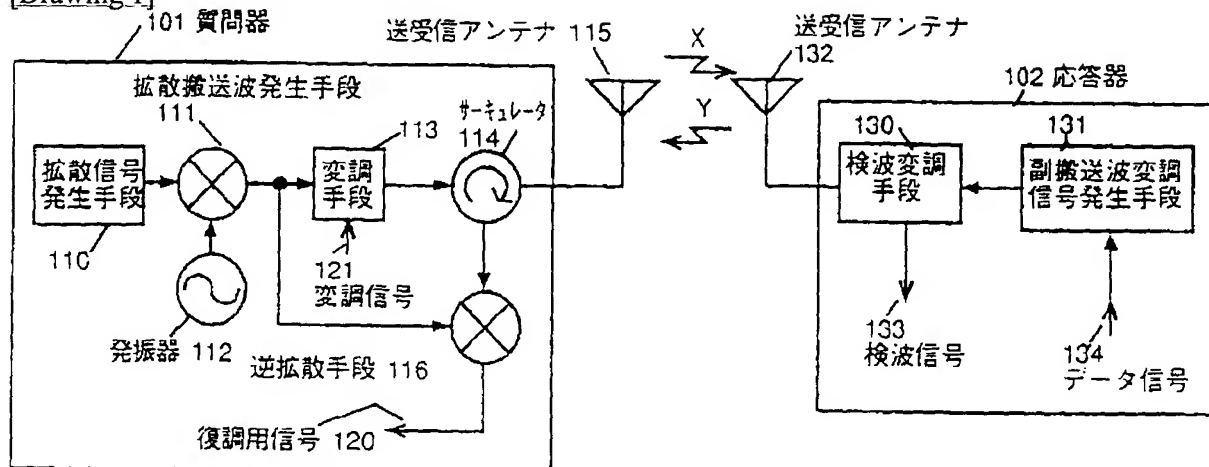 [Drawing 1]
101 質問器
送受信アンテナ 115
X
Y
送受信アンテナ
132
102 応答器
拡散搬送波発生手段
111
113
サーキュレータ
114
130
131
拡散信号
発生手段
変調
手段
検波変調
手段
副搬送波変調
信号発生手段
110
121
変調信号
発振器 112
逆拡散手段 116
133
検波信号
134
データ信号
復調用信号 120